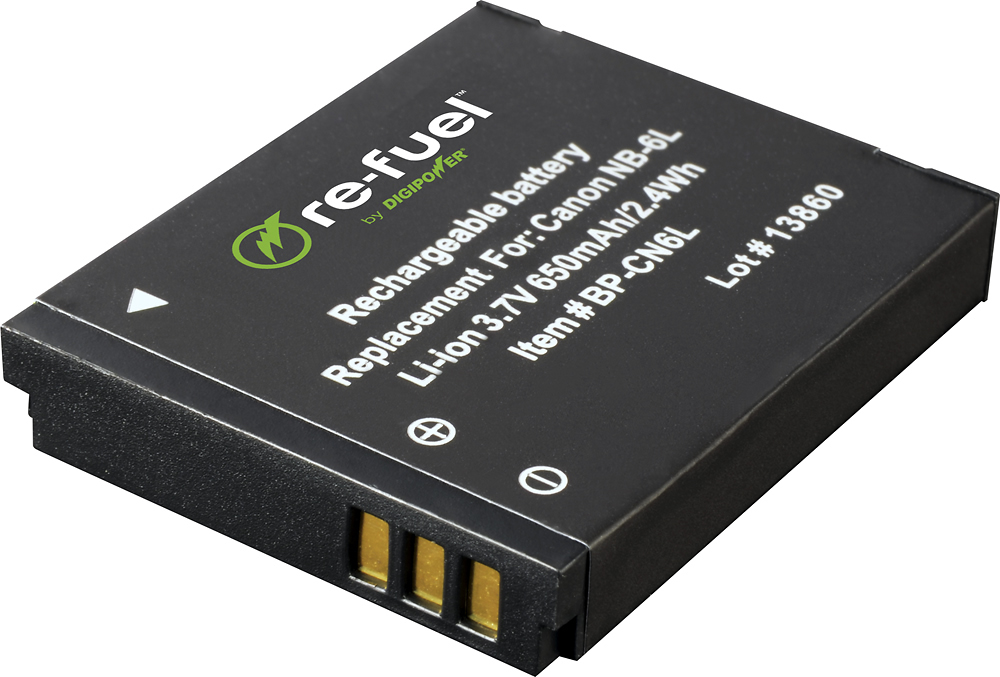 re-fuel™
by DIGIPOWER®
Rechargeable battery
Replacement For: Canon NB-6L
Li-ion 3.7V 650mAh/2.4Wh
Item# BP-CN6L
Lot# 13860
+
-